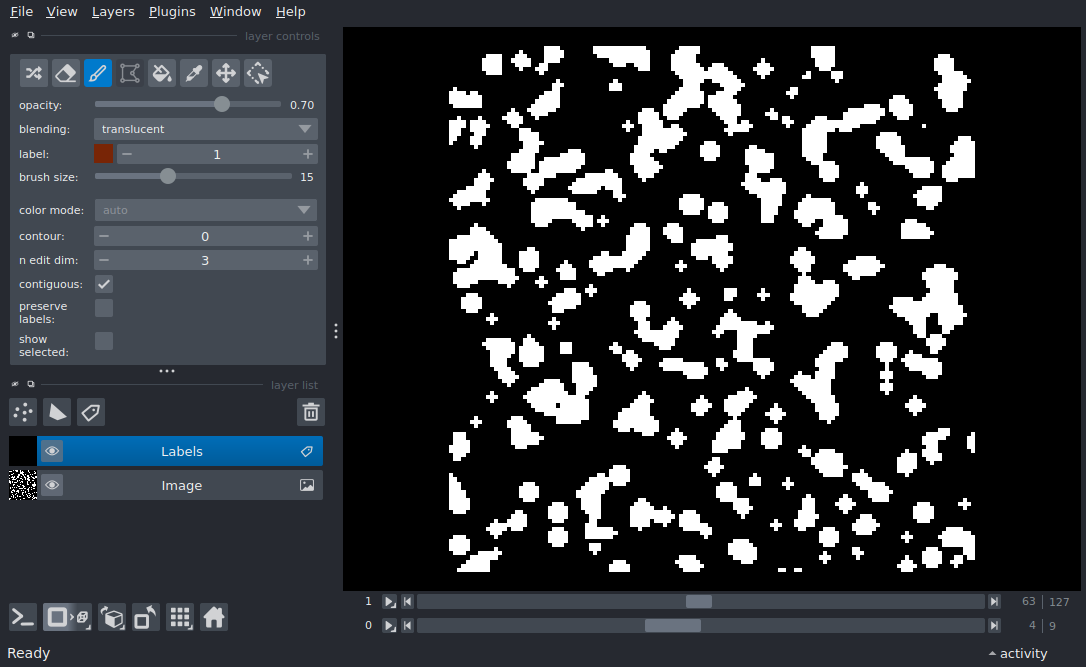 File View Layers Plugins Window Help
layer controls
opacity: 0.70
blending: translucent
label: 1
brush size: 15
color mode: auto
contour: 0
n edit dim: 3
contiguous:
preserve
labels:
show
selected:
layer list
Labels
Image
1 63 127
0 4 9
Ready activity